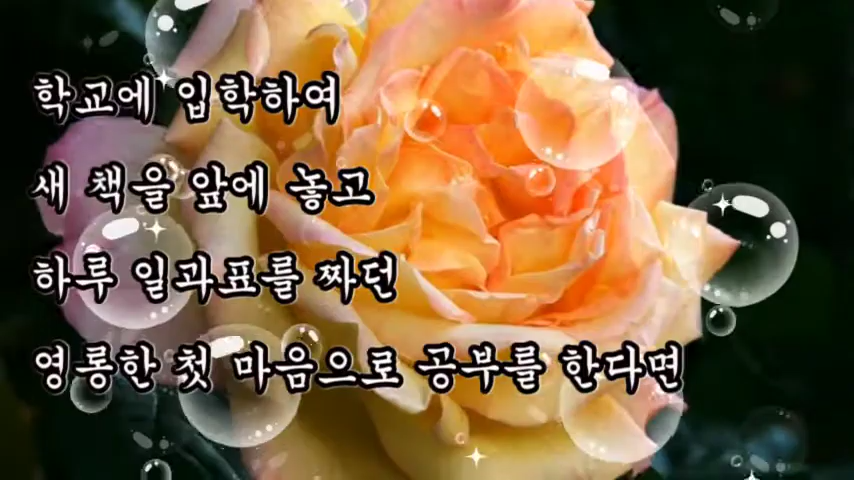 학교에 입학하여
새 책을 앞에 놓고
하루 일과표를 짜던
영롱한 첫 마음으로 공부를 한다면